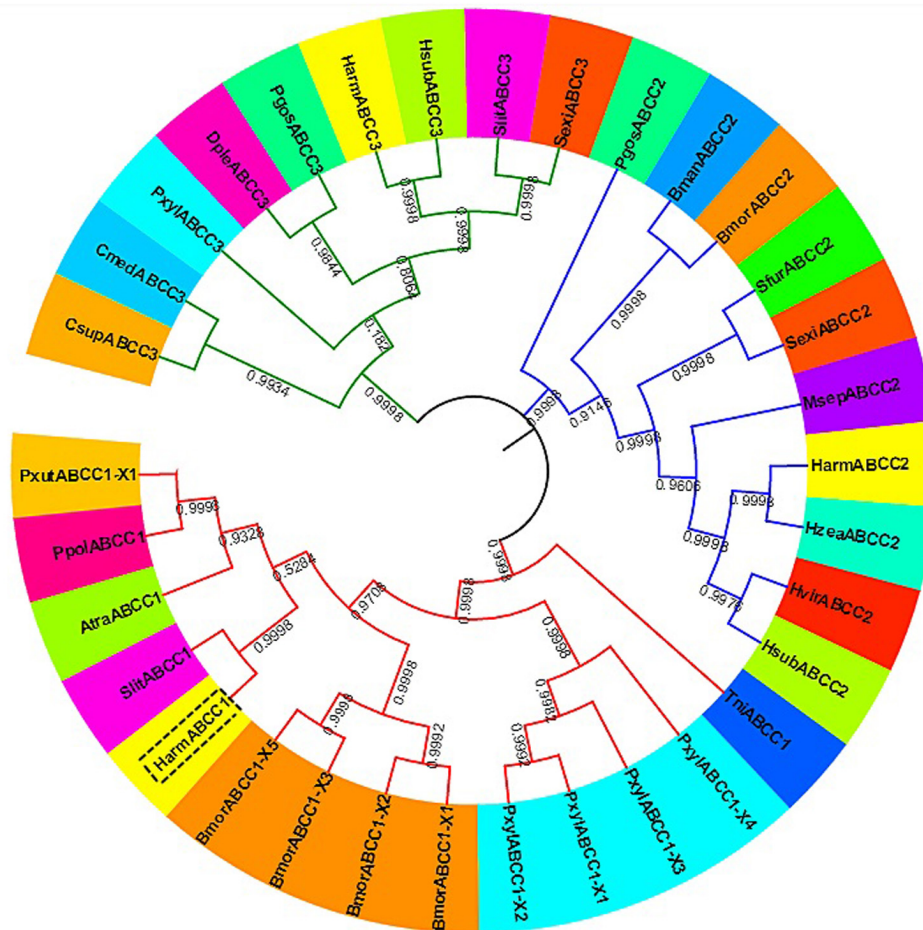 CsupABCC3
CmedABCC3
PxylABCC3
DpleABCC3
PgosABCC3
HarmABCC3
HsubABCC3
SlitABCC3
SexiABCC3
PgosABCC2
BmanABCC2
BmorABCC2
SfurABCC2
SexiABCC2
MsepABCC2
HarmABCC2
HzeaABCC2
HvirABCC2
HsubABCC2
TniABCC1
PxylABCC1-X4
PxylABCC1-X3
PxylABCC1-X1
PxylABCC1-X2
BmorABCC1-X1
BmorABCC1-X2
BmorABCC1-X3
BmorABCC1-X5
HarmABCC1
SlitABCC1
AtraABCC1
PpolABCC1
PxutABCC1-X1
0.9934
0.9998
0.182
0.8064
0.9844
0.9998
0.9998
0.9998
0.9998
0.9146
0.9998
0.9998
0.9998
0.9606
0.9998
0.9998
0.9976
0.9998
0.9998
0.9998
0.9982
0.9992
0.9708
0.9998
0.9998
0.9992
0.5284
0.9998
0.9328
0.9998